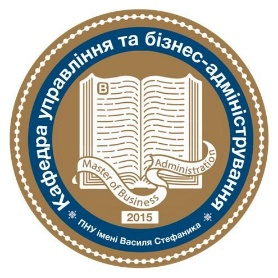 Кафедра управління та бізнес-адміністрування
B
Master of Business
Administration
2015
ПНУ імені Василя Стефаника